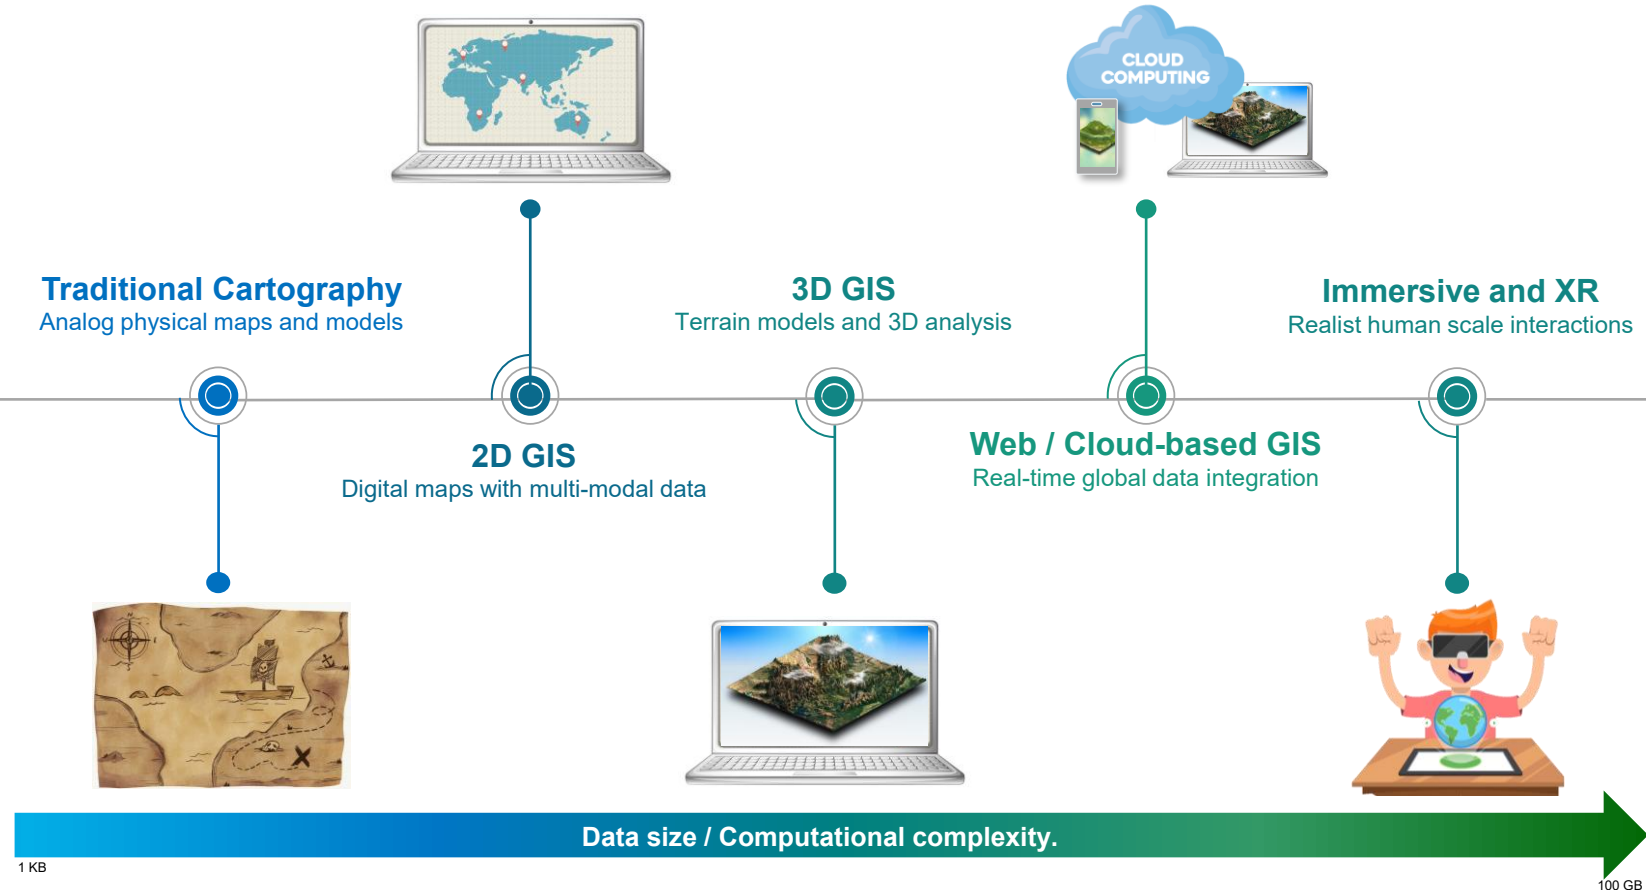 CLOUD
COMPUTING
Traditional Cartography
Analog physical maps and models
3D GIS
Terrain models and 3D analysis
Immersive and XR
Realist human scale interactions
2D GIS
Digital maps with multi-modal data
Web / Cloud-based GIS
Real-time global data integration
Data size / Computational complexity.
1 KB
100 GB